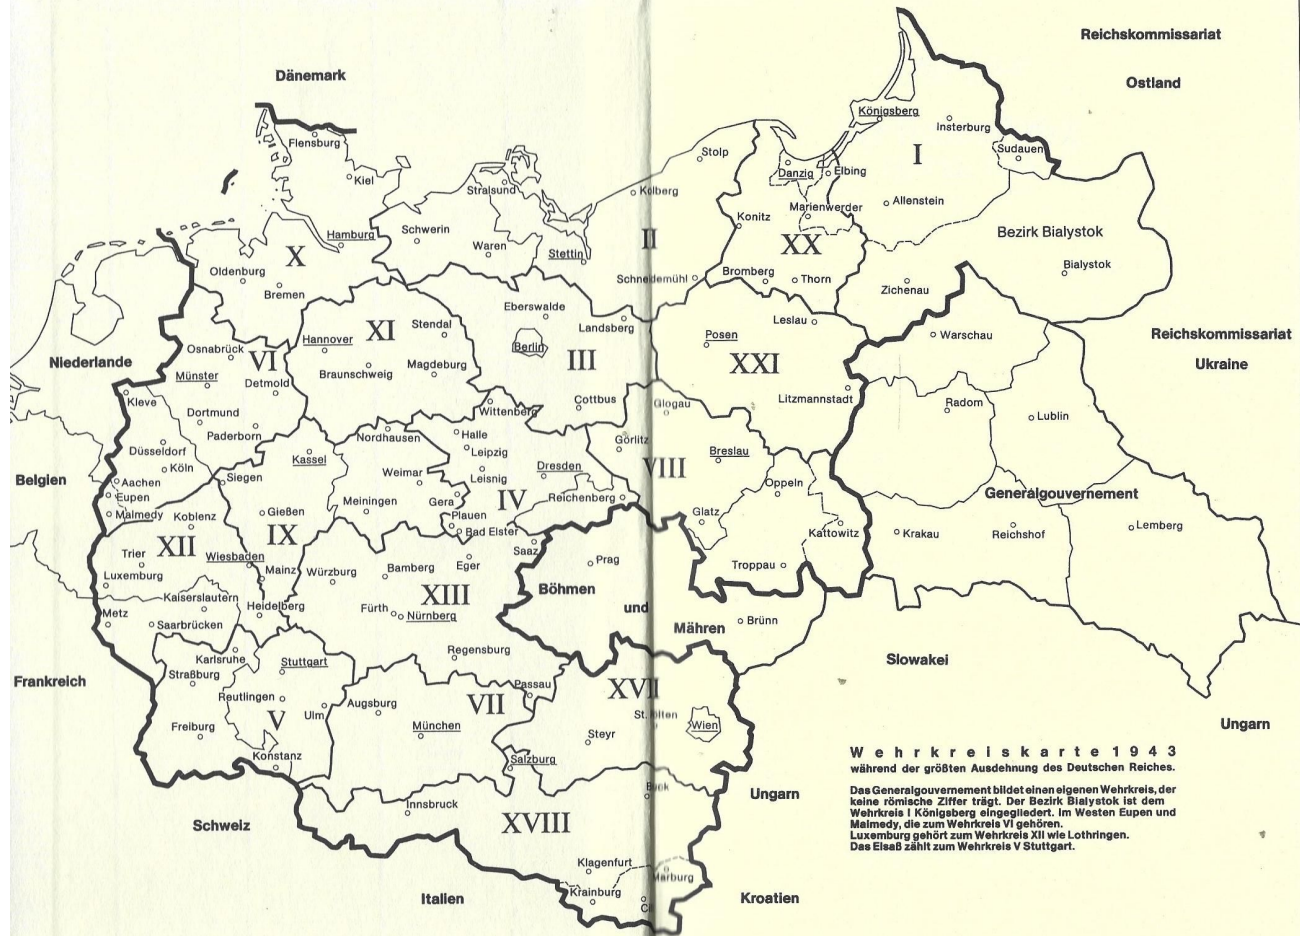 Reichskommissariat
Ostland
Dänemark
Königsberg
Insterburg
Flensburg
Sudauen
Stolp
I
Danzig
Elbing
Kiel
Stralsund
Kolberg
Allenstein
Marienwerder
Konitz
Hamburg
Schwerin
Bezirk Bialystok
II
XX
Waren
Stettin
X
Bialystok
Oldenburg
Bromberg
Thorn
Schneidemühl
Zichenau
Bremen
Eberswalde
Leslau
Landsberg
Stendal
XI
Hannover
Posen
Warschau
Reichskommissariat
Ukraine
Berlin
Osnabrück
VI
III
XXI
Niederlande
Münster
Braunschweig
Magdeburg
Detmold
Litzmannstadt
Kleve
Cottbus
Glogau
Radom
Wittenberg
Dortmund
Lublin
Paderborn
Nordhausen
Halle
Görlitz
Düsseldorf
Leipzig
Breslau
Kassel
Köln
Weimar
Leisnig
Dresden
VIII
Siegen
Belgien
Aachen
Oppeln
Eupen
Meiningen
Gera
IV
Reichenberg
Generalgouvernement
Malmedy
Koblenz
Gießen
Plauen
Glatz
Lemberg
Bad Elster
Kattowitz
Krakau
Reichshof
IX
XII
Saaz
Trier
Wiesbaden
Prag
Eger
Troppau
Luxemburg
Mainz
Würzburg
Bamberg
Böhmen
XIII
Kaiserslautern
Heidelberg
Fürth
Nürnberg
und
Metz
Saarbrücken
Mähren
Brünn
Regensburg
Karlsruhe
Stuttgart
Slowakei
Straßburg
Frankreich
Passau
XVII
Reutlingen
Augsburg
VII
Ulm
V
St. Pölten
Wien
Ungarn
Freiburg
München
Steyr
Konstanz
Salzburg
Wehrkreiskarte 1943
während der größten Ausdehnung des Deutschen Reiches.
Das Generalgouvernement bildet einen eigenen Wehrkreis, der
keine römische Ziffer trägt. Der Bezirk Bialystok ist dem
Wehrkreis I Königsberg eingegliedert. Im Westen Eupen und
Malmedy, die zum Wehrkreis VI gehören.
Luxemburg gehört zum Wehrkreis XII wie Lothringen.
Das Elsaß zählt zum Wehrkreis V Stuttgart.
Ungarn
Innsbruck
Schweiz
XVIII
Klagenfurt
Marburg
Krainburg
Italien
Kroatien